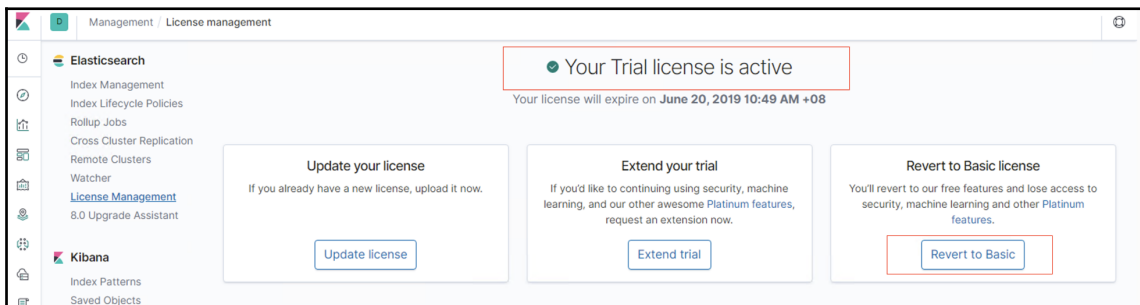 D Management / License management
Elasticsearch
Index Management
Index Lifecycle Policies
Rollup Jobs
Cross Cluster Replication
Remote Clusters
Watcher
License Management
8.0 Upgrade Assistant
Kibana
Index Patterns
Saved Objects
Your Trial license is active
Your license will expire on June 20, 2019 10:49 AM +08
Update your license
If you already have a new license, upload it now.
Update license
Extend your trial
If you'd like to continuing using security, machine
learning, and our other awesome Platinum features,
request an extension now.
Extend trial
Revert to Basic license
You'll revert to our free features and lose access to
security, machine learning and other Platinum
features.
Revert to Basic